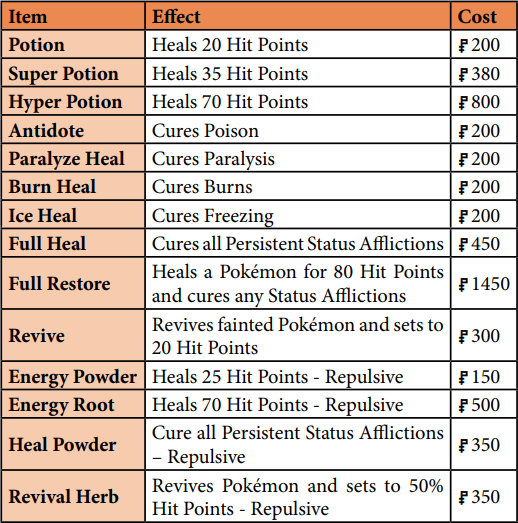 Item Effect Cost
Potion Heals 20 Hit Points ₣ 200
Super Potion Heals 35 Hit Points ₣ 380
Hyper Potion Heals 70 Hit Points ₣ 800
Antidote Cures Poison ₣ 200
Paralyze Heal Cures Paralysis ₣ 200
Burn Heal Cures Burns ₣ 200
Ice Heal Cures Freezing ₣ 200
Full Heal Cures all Persistent Status Afflictions ₣ 450
Full Restore Heals a Pokémon for 80 Hit Points
and cures any Status Afflictions ₣ 1450
Revive Revives fainted Pokémon and sets to
20 Hit Points ₣ 300
Energy Powder Heals 25 Hit Points - Repulsive ₣ 150
Energy Root Heals 70 Hit Points - Repulsive ₣ 500
Heal Powder Cure all Persistent Status Afflictions
– Repulsive ₣ 350
Revival Herb Revives Pokémon and sets to 50%
Hit Points - Repulsive ₣ 350